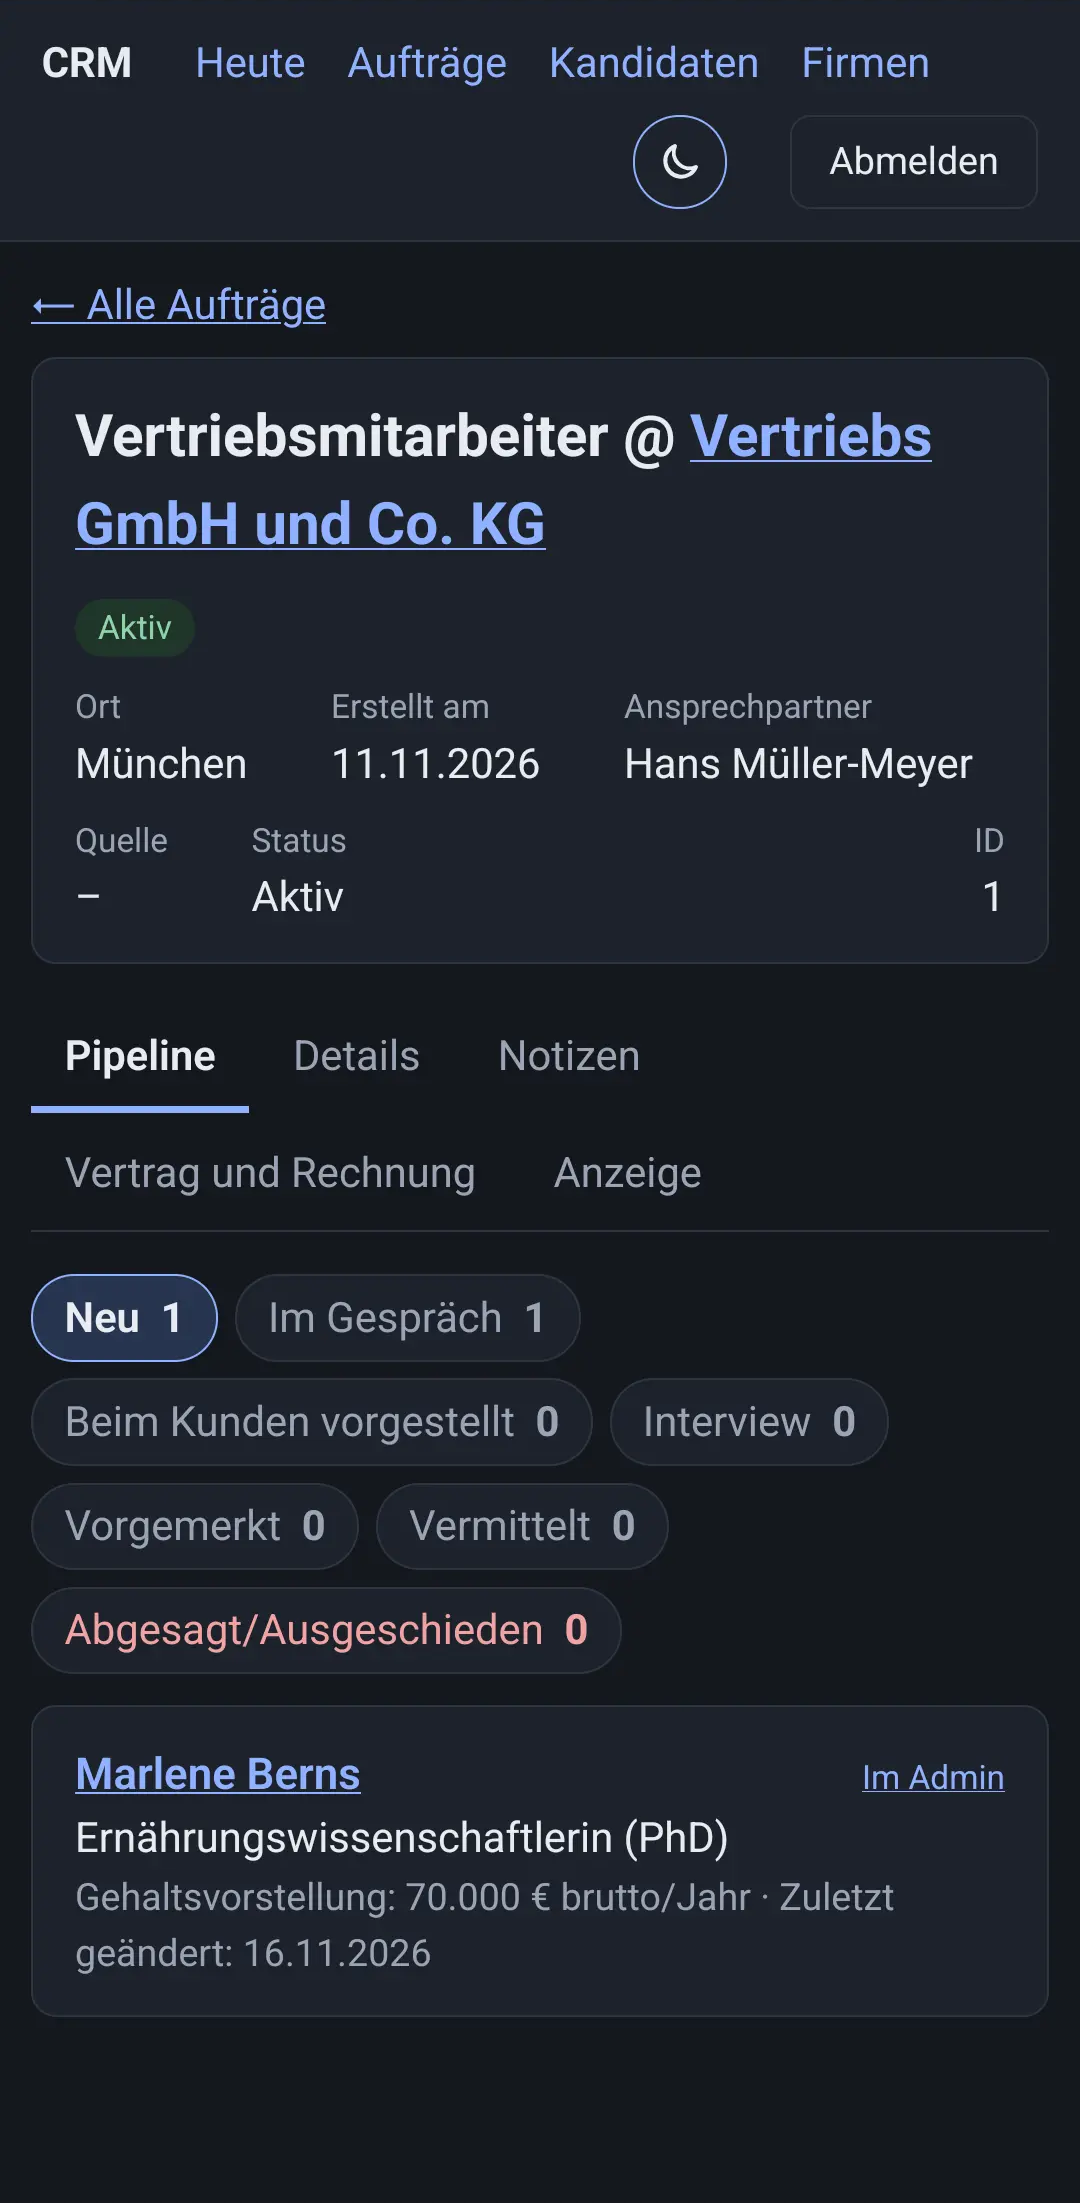 CRM Heute Aufträge Kandidaten Firmen
Abmelden
← Alle Aufträge
Vertriebsmitarbeiter @ Vertriebs
GmbH und Co. KG
Aktiv
Ort Erstellt am Ansprechpartner
München 11.11.2026 Hans Müller-Meyer
Quelle Status ID
– Aktiv 1
Pipeline Details Notizen
Vertrag und Rechnung Anzeige
Neu 1 Im Gespräch 1
Beim Kunden vorgestellt 0 Interview 0
Vorgemerkt 0 Vermittelt 0
Abgesagt/Ausgeschieden 0
Marlene Berns Im Admin
Ernährungswissenschaftlerin (PhD)
Gehaltsvorstellung: 70.000 € brutto/Jahr · Zuletzt
geändert: 16.11.2026